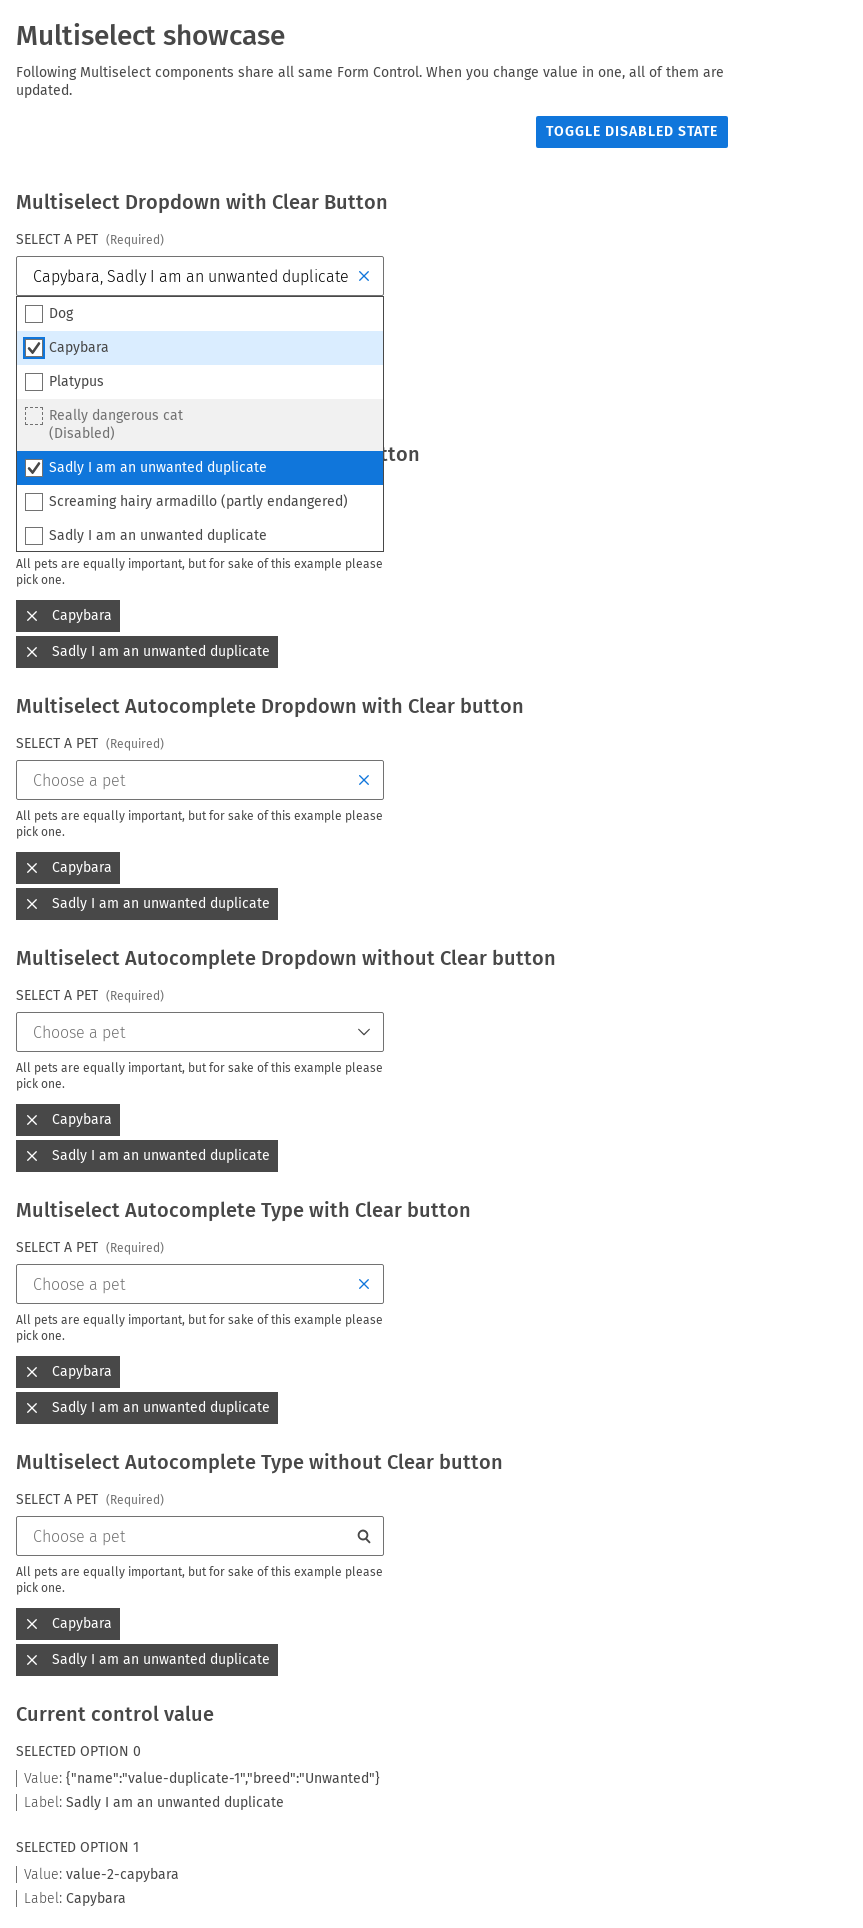 Multiselect showcase
Following Multiselect components share all same Form Control. When you change value in one, all of them are
updated.
TOGGLE DISABLED STATE
Multiselect Dropdown with Clear Button
SELECT A PET (Required)
Capybara, Sadly I am an unwanted duplicate
Dog
Capybara
Platypus
Really dangerous cat
(Disabled)
tton
Sadly I am an unwanted duplicate
Screaming hairy armadillo (partly endangered)
Sadly I am an unwanted duplicate
All pets are equally important, but for sake of this example please
pick one.
Capybara
Sadly I am an unwanted duplicate
Multiselect Autocomplete Dropdown with Clear button
SELECT A PET (Required)
Choose a pet
All pets are equally important, but for sake of this example please
pick one.
Capybara
Sadly I am an unwanted duplicate
Multiselect Autocomplete Dropdown without Clear button
SELECT A PET (Required)
Choose a pet
All pets are equally important, but for sake of this example please
pick one.
Capybara
Sadly I am an unwanted duplicate
Multiselect Autocomplete Type with Clear button
SELECT A PET (Required)
Choose a pet
All pets are equally important, but for sake of this example please
pick one.
Capybara
Sadly I am an unwanted duplicate
Multiselect Autocomplete Type without Clear button
SELECT A PET (Required)
Choose a pet
All pets are equally important, but for sake of this example please
pick one.
Capybara
Sadly I am an unwanted duplicate
Current control value
SELECTED OPTION 0
Value: {"name":"value-duplicate-1","breed":"Unwanted"}
Label: Sadly I am an unwanted duplicate
SELECTED OPTION 1
Value: value-2-capybara
Label: Capybara